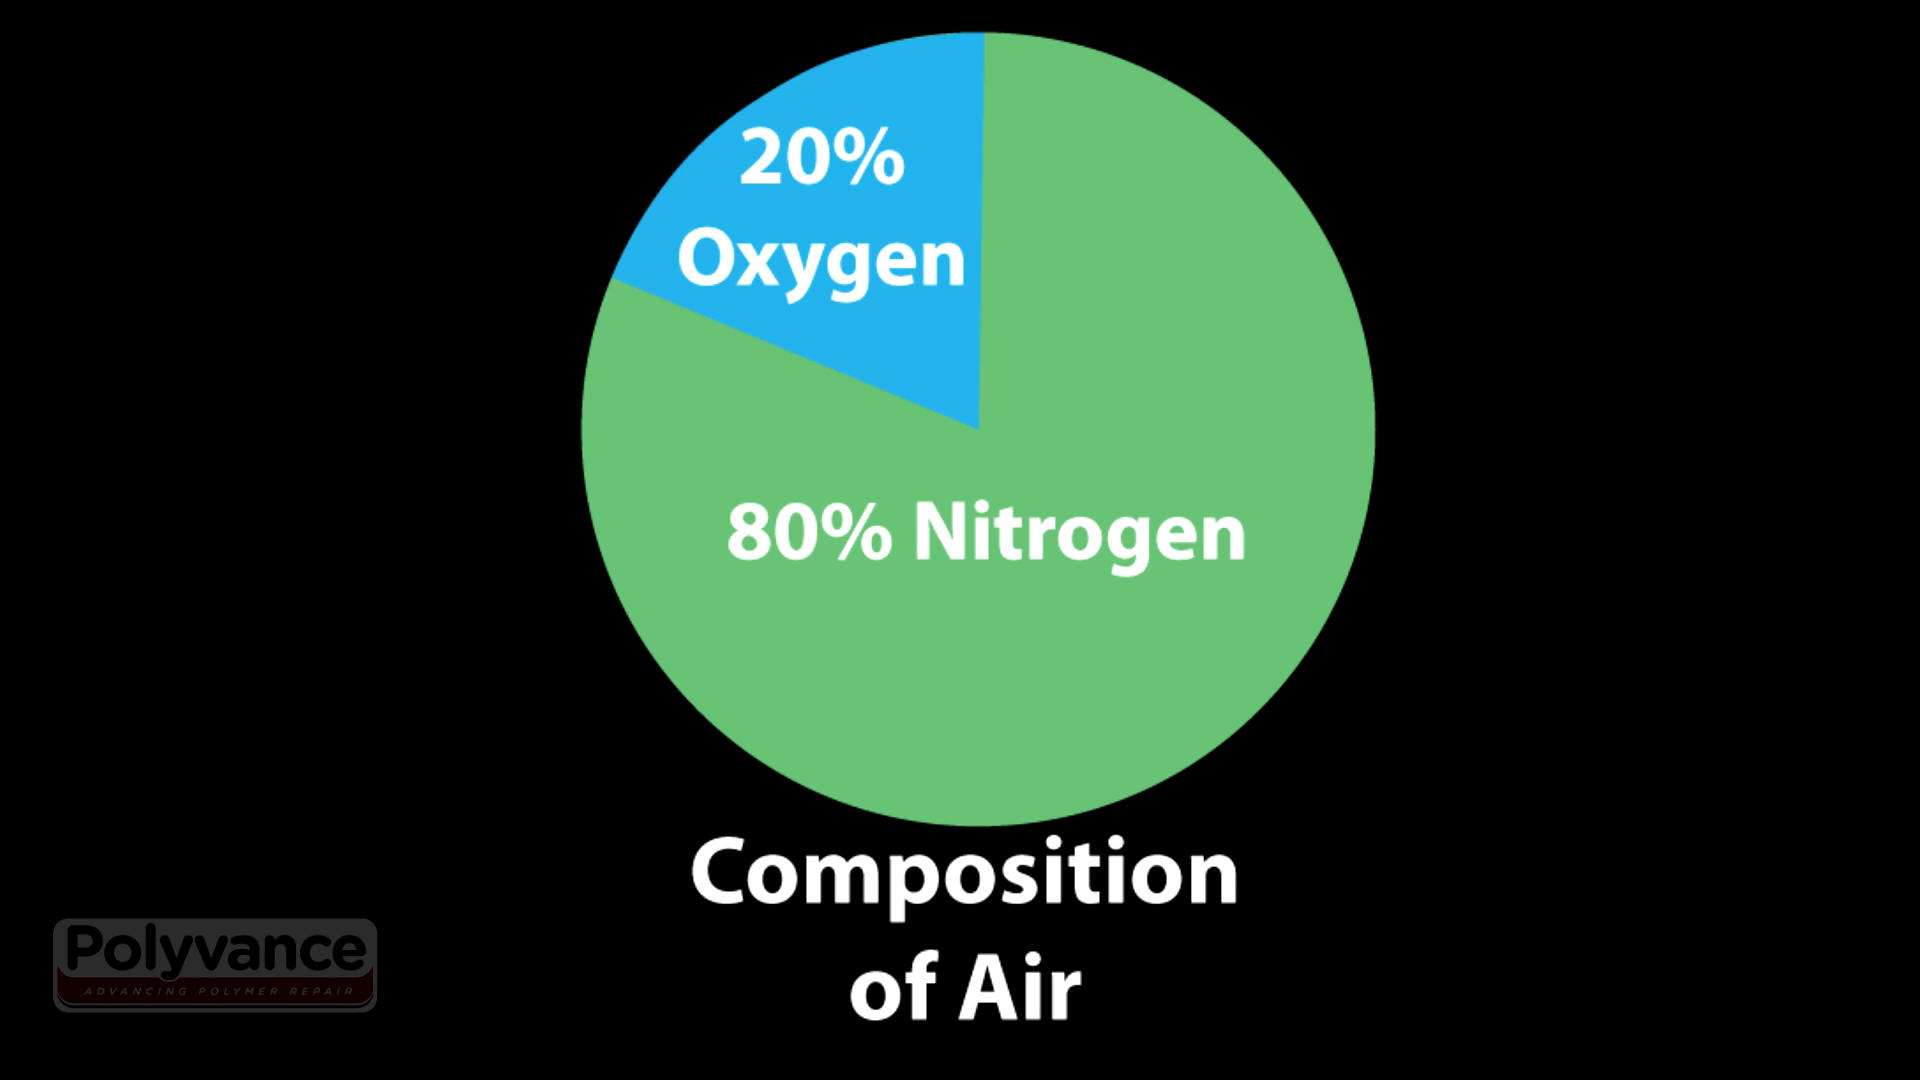 20%
Oxygen
80% Nitrogen
Composition
of Air
Polyvance
ADVANCING POLYMER REPAIR